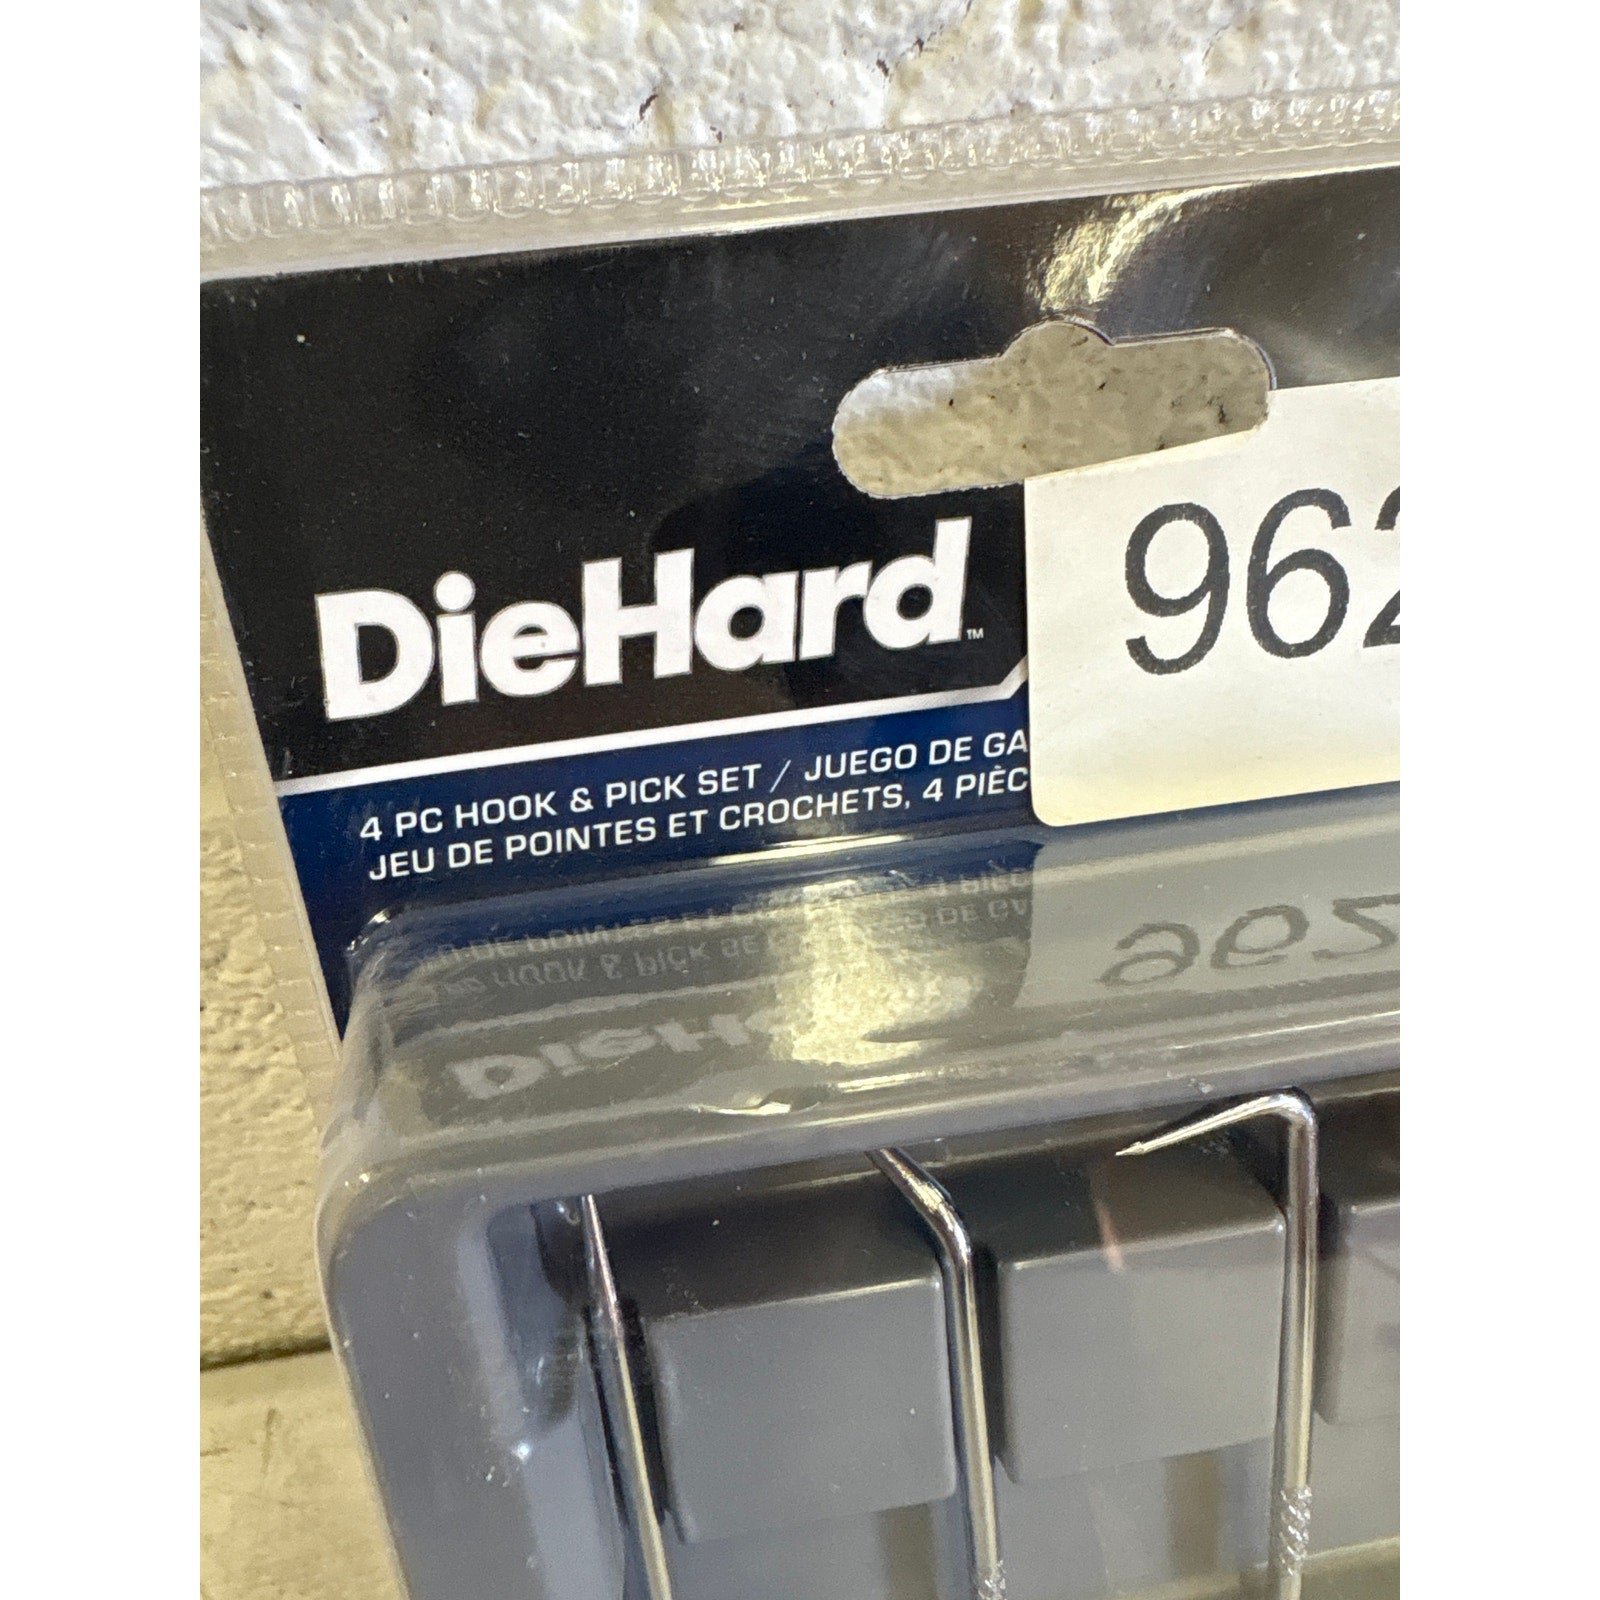 DieHard™
962
4 PC HOOK & PICK SET / JUEGO DE GA
JEU DE POINTES ET CROCHETS, 4 PIÈC